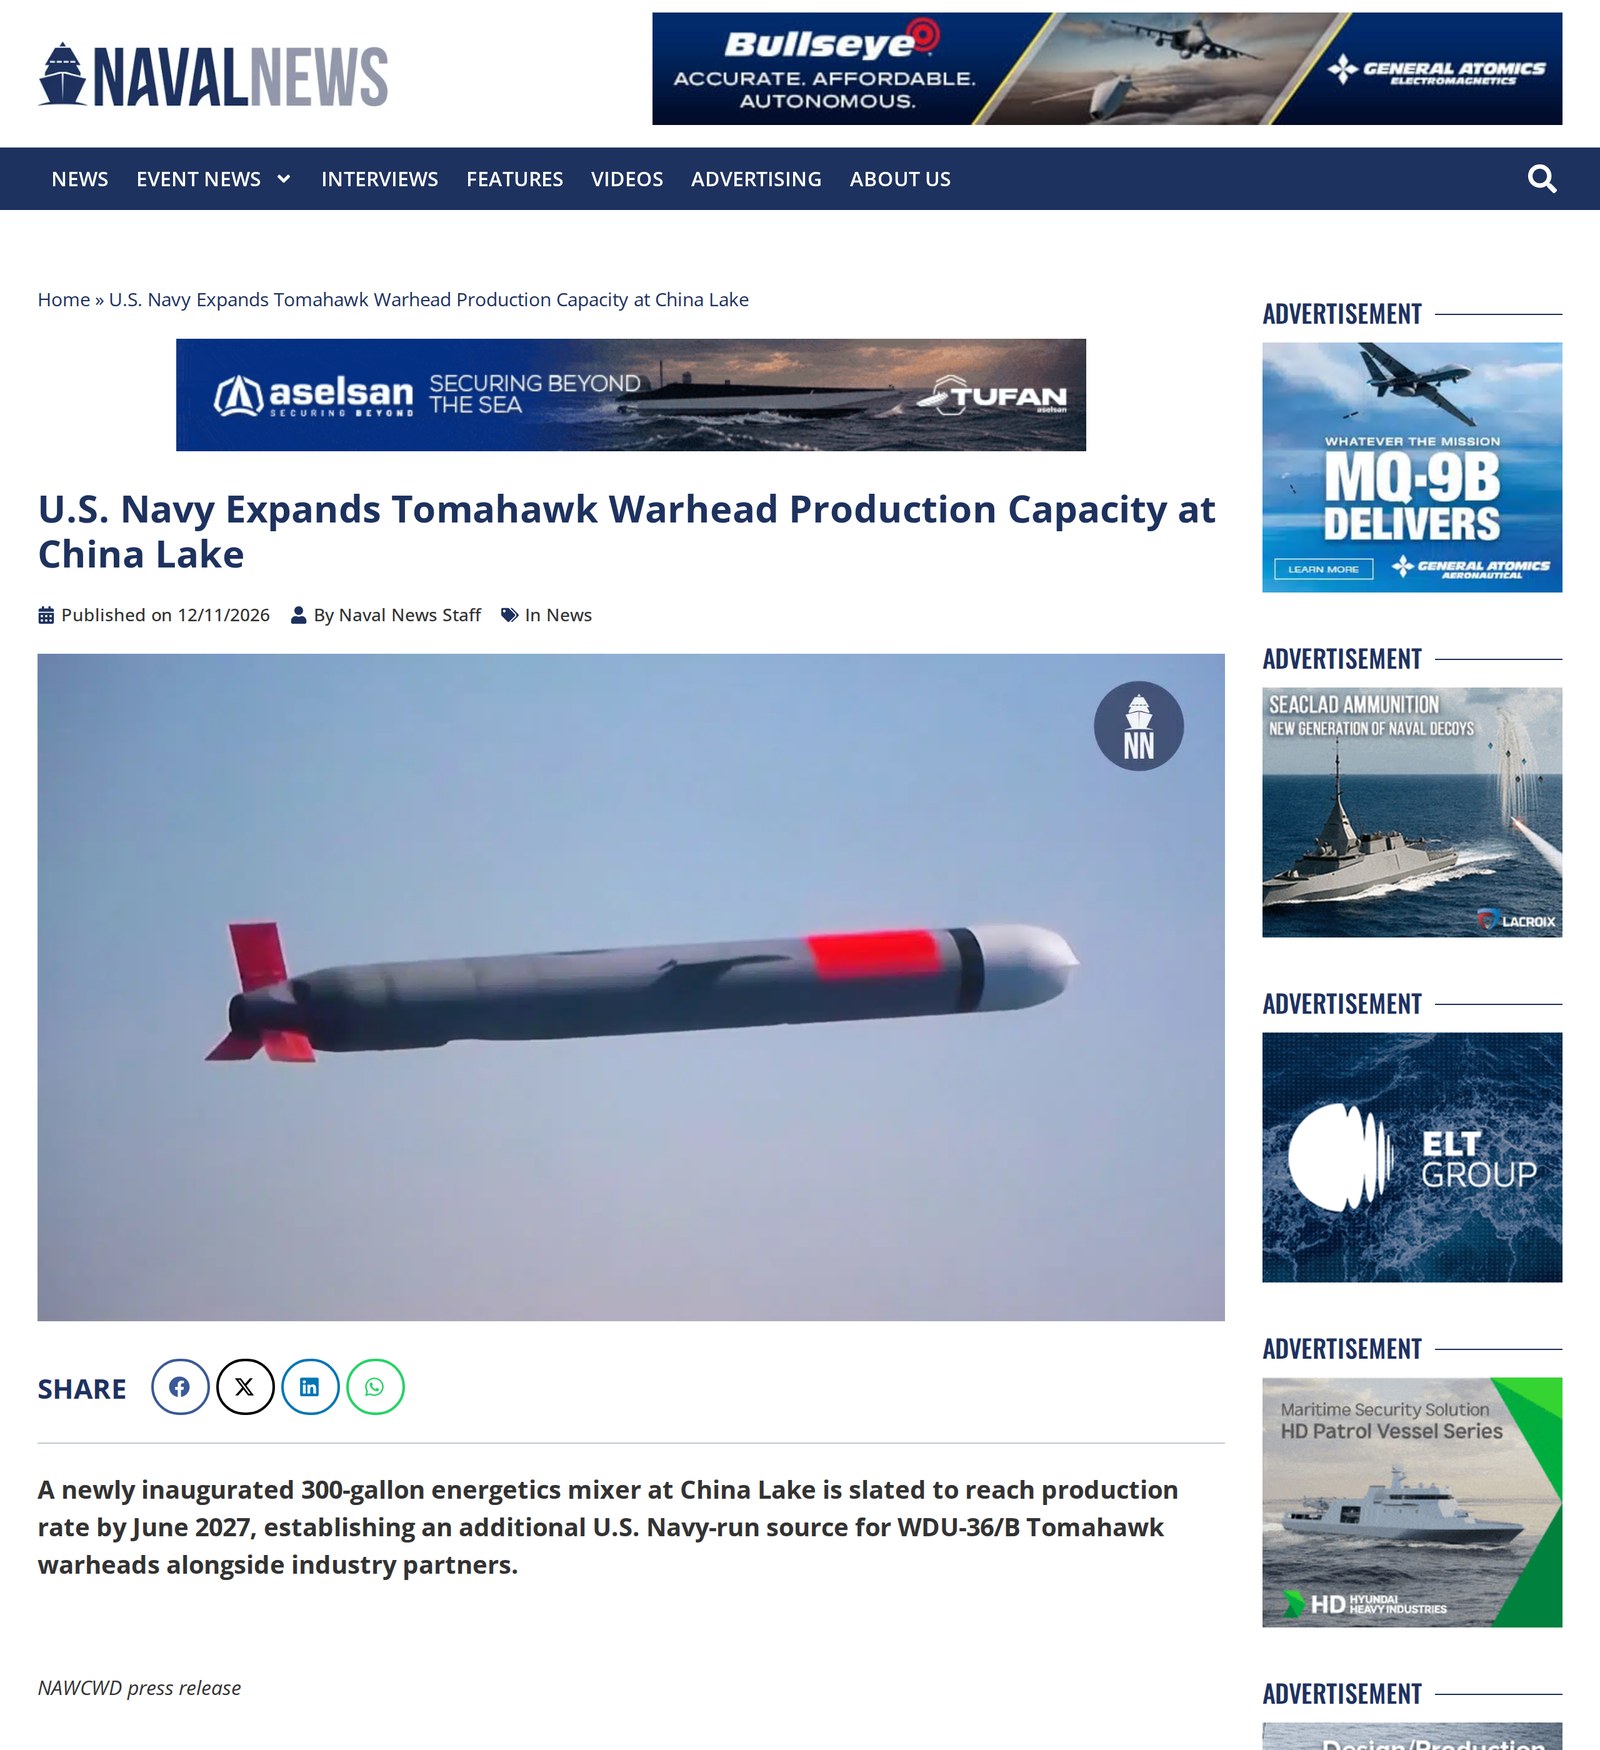 NAVALNEWS
Bullseye
ACCURATE. AFFORDABLE.
AUTONOMOUS.
GENERAL ATOMICS
ELECTROMAGNETICS
NEWS EVENT NEWS INTERVIEWS FEATURES VIDEOS ADVERTISING ABOUT US
Home » U.S. Navy Expands Tomahawk Warhead Production Capacity at China Lake
aselsan
SECURING BEYOND
SECURING BEYOND
THE SEA
TUFAN
aselsan
U.S. Navy Expands Tomahawk Warhead Production Capacity at
China Lake
Published on 12/11/2026 By Naval News Staff In News
NN
SHARE
A newly inaugurated 300-gallon energetics mixer at China Lake is slated to reach production
rate by June 2027, establishing an additional U.S. Navy-run source for WDU-36/B Tomahawk
warheads alongside industry partners.
NAWCWD press release
ADVERTISEMENT
WHATEVER THE MISSION
MQ-9B
DELIVERS
LEARN MORE
GENERAL ATOMICS
AERONAUTICAL
ADVERTISEMENT
SEACLAD AMMUNITION
NEW GENERATION OF NAVAL DECOYS
LACROIX
ADVERTISEMENT
ELT
GROUP
ADVERTISEMENT
Maritime Security Solution
HD Patrol Vessel Series
HD HYUNDAI
HEAVY INDUSTRIES
ADVERTISEMENT
Design/Production